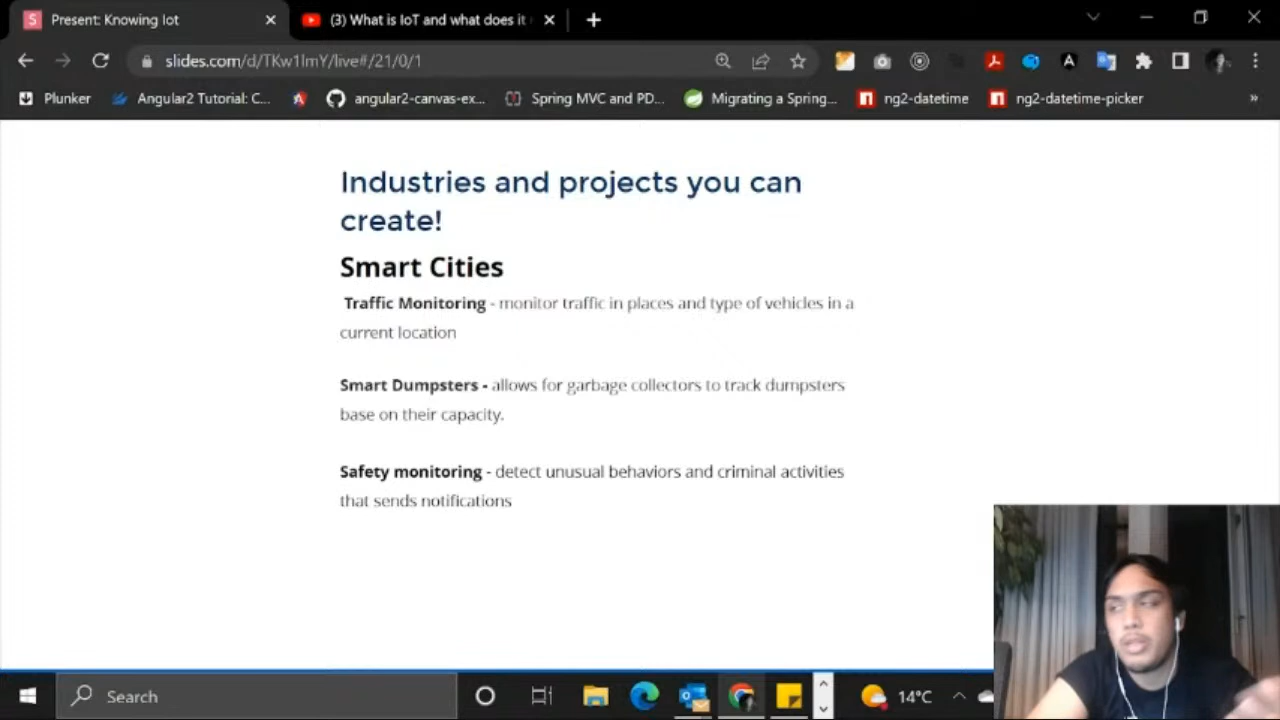 Present: Knowing Iot
(3) What is IoT and what does it
slides.com/d/TKw1lmY/live#/21/0/1
Plunker
Angular2 Tutorial: C...
angular2-canvas-ex...
Spring MVC and PD...
Migrating a Spring...
ng2-datetime
ng2-datetime-picker
»
Industries and projects you can
create!
Smart Cities
Traffic Monitoring - monitor traffic in places and type of vehicles in a
current location
Smart Dumpsters - allows for garbage collectors to track dumpsters
base on their capacity.
Safety monitoring - detect unusual behaviors and criminal activities
that sends notifications
Search
14°C